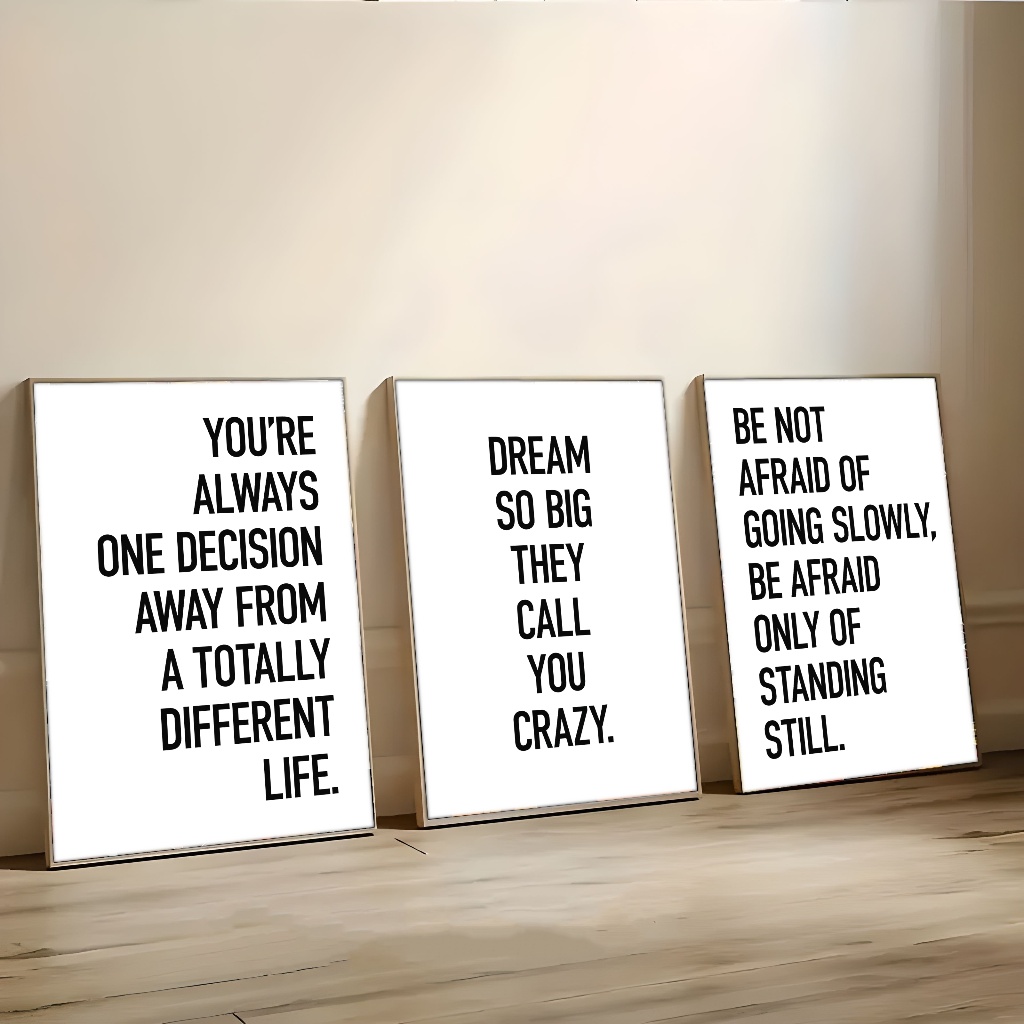 YOU’RE
ALWAYS
ONE DECISION
AWAY FROM
A TOTALLY
DIFFERENT
LIFE.
DREAM
SO BIG
THEY
CALL
YOU
CRAZY.
BE NOT
AFRAID OF
GOING SLOWLY,
BE AFRAID
ONLY OF
STANDING
STILL.